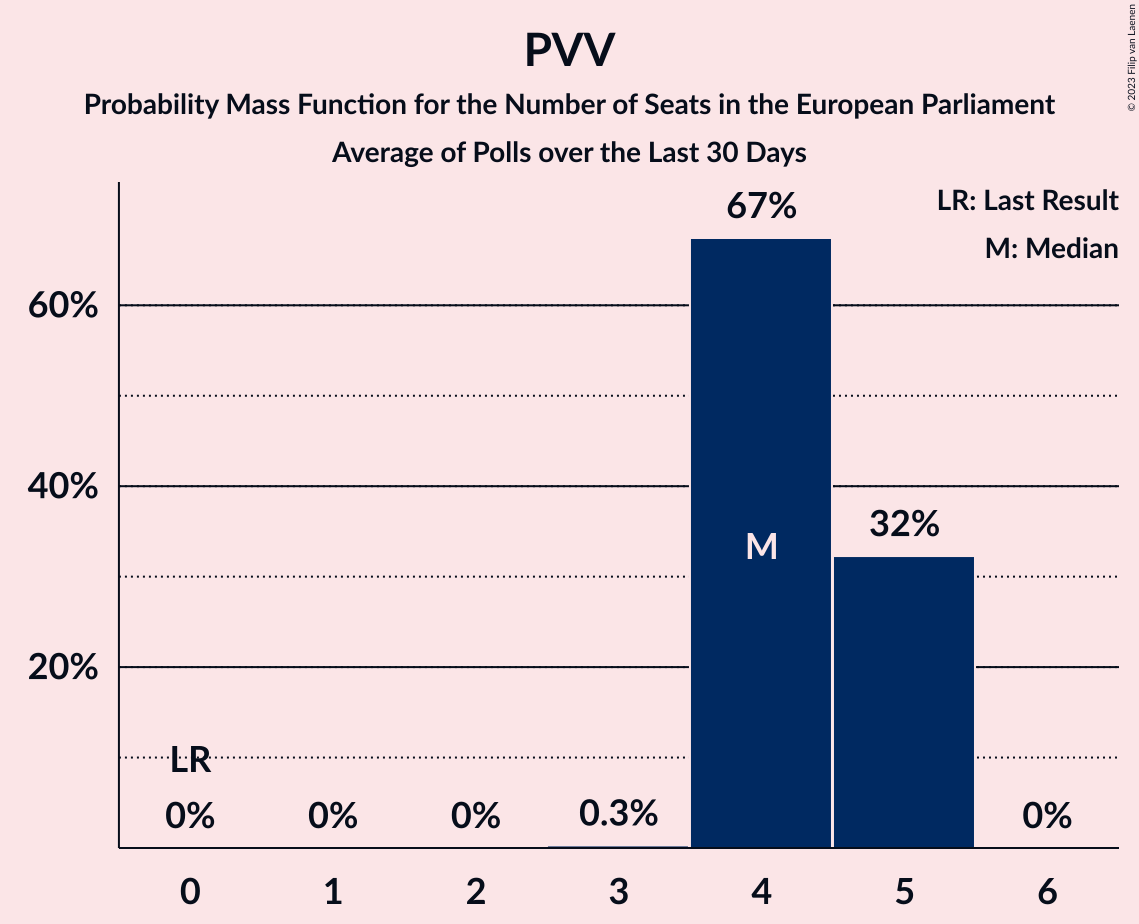 PVV
Probability Mass Function for the Number of Seats in the European Parliament
Average of Polls over the Last 30 Days
© 2023 Filip van Laenen
LR: Last Result
M: Median
67%
60%
40%
32%
M
20%
LR
0%
0%
0%
0.3%
0%
0
1
2
3
4
5
6